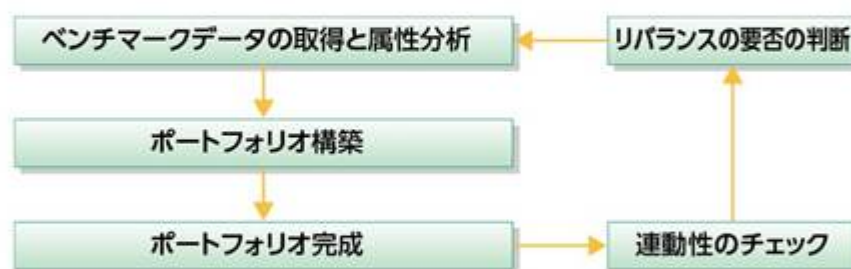 ベンチマークデータの取得と属性分析
リバランスの要否の判断
ポートフォリオ構築
ポートフォリオ完成
連動性のチェック